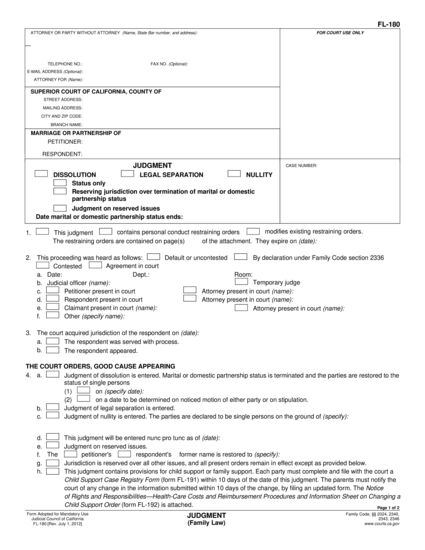 FL-180
ATTORNEY OR PARTY WITHOUT ATTORNEY (Name, State Bar number, and address):
FOR COURT USE ONLY
TELEPHONE NO.: FAX NO. (Optional):
E-MAIL ADDRESS (Optional):
ATTORNEY FOR (Name):
SUPERIOR COURT OF CALIFORNIA, COUNTY OF
STREET ADDRESS:
MAILING ADDRESS:
CITY AND ZIP CODE:
BRANCH NAME:
MARRIAGE OR PARTNERSHIP OF
PETITIONER:
RESPONDENT:
JUDGMENT
CASE NUMBER:
DISSOLUTION LEGAL SEPARATION NULLITY
Status only
Reserving jurisdiction over termination of marital or domestic
partnership status
Judgment on reserved issues
Date marital or domestic partnership status ends:
1. This judgment contains personal conduct restraining orders modifies existing restraining orders.
The restraining orders are contained on page(s) of the attachment. They expire on (date):
2. This proceeding was heard as follows: Default or uncontested By declaration under Family Code section 2336
Contested Agreement in court
a. Date: Dept.: Room:
b. Judicial officer (name): Temporary judge
c. Petitioner present in court Attorney present in court (name):
d. Respondent present in court Attorney present in court (name):
e. Claimant present in court (name): Attorney present in court (name):
f. Other (specify name):
3. The court acquired jurisdiction of the respondent on (date):
a. The respondent was served with process.
b. The respondent appeared.
THE COURT ORDERS, GOOD CAUSE APPEARING
4. a. Judgment of dissolution is entered. Marital or domestic partnership status is terminated and the parties are restored to the
status of single persons
(1) on (specify date):
(2) on a date to be determined on noticed motion of either party or on stipulation.
b. Judgment of legal separation is entered.
c. Judgment of nullity is entered. The parties are declared to be single persons on the ground of (specify):
d. This judgment will be entered nunc pro tunc as of (date):
e. Judgment on reserved issues.
f. The petitioner's respondent's former name is restored to (specify):
g. Jurisdiction is reserved over all other issues, and all present orders remain in effect except as provided below.
h. This judgment contains provisions for child support or family support. Each party must complete and file with the court a
Child Support Case Registry Form (form FL-191) within 10 days of the date of this judgment. The parents must notify the
court of any change in the information submitted within 10 days of the change, by filing an updated form. The Notice
of Rights and Responsibilities—Health-Care Costs and Reimbursement Procedures and Information Sheet on Changing a
Child Support Order (form FL-192) is attached.
Page 1 of 2
Form Adopted for Mandatory Use
Judicial Council of California
FL-180 [Rev. July 1, 2012]
JUDGMENT
(Family Law)
Family Code, §§ 2024, 2340,
2343, 2346
www.courts.ca.gov